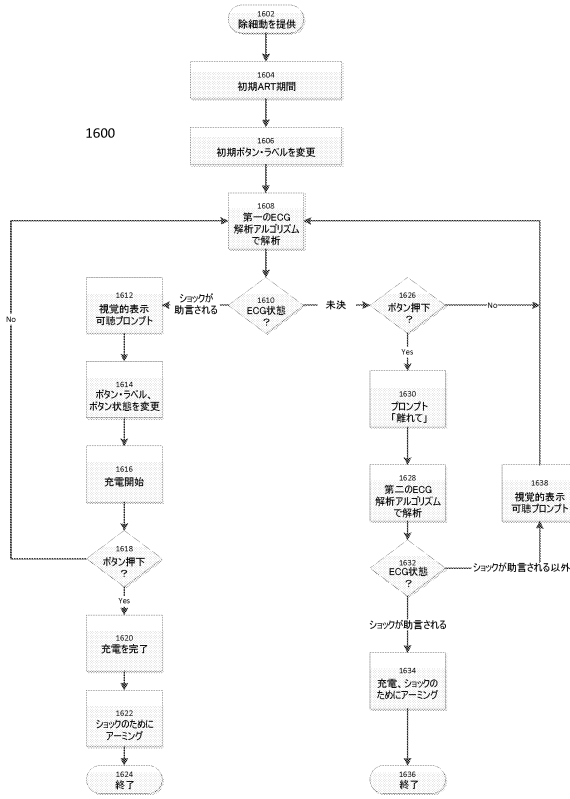 1602
除細動を提供
1604
初期ART期間
1600
1606
初期ボタン・ラベルを変更
1608
第一のECG
解析アルゴリズム
で解析
1610
ECG状態
?
ショックが
助言される
未決
1612
視覚的表示
可聴プロンプト
1614
ボタン・ラベル、
ボタン状態を変更
1616
充電開始
1618
ボタン押下
?
No
Yes
1620
充電を完了
1622
ショックのために
アーミング
1624
終了
1626
ボタン押下
?
No
Yes
1630
プロンプト
「離れて」
1628
第二のECG
解析アルゴリズム
で解析
1632
ECG状態
?
ショックが助言される以外
1638
視覚的表示
可聴プロンプト
ショックが助言される
1634
充電、ショックの
ためにアーミング
1636
終了